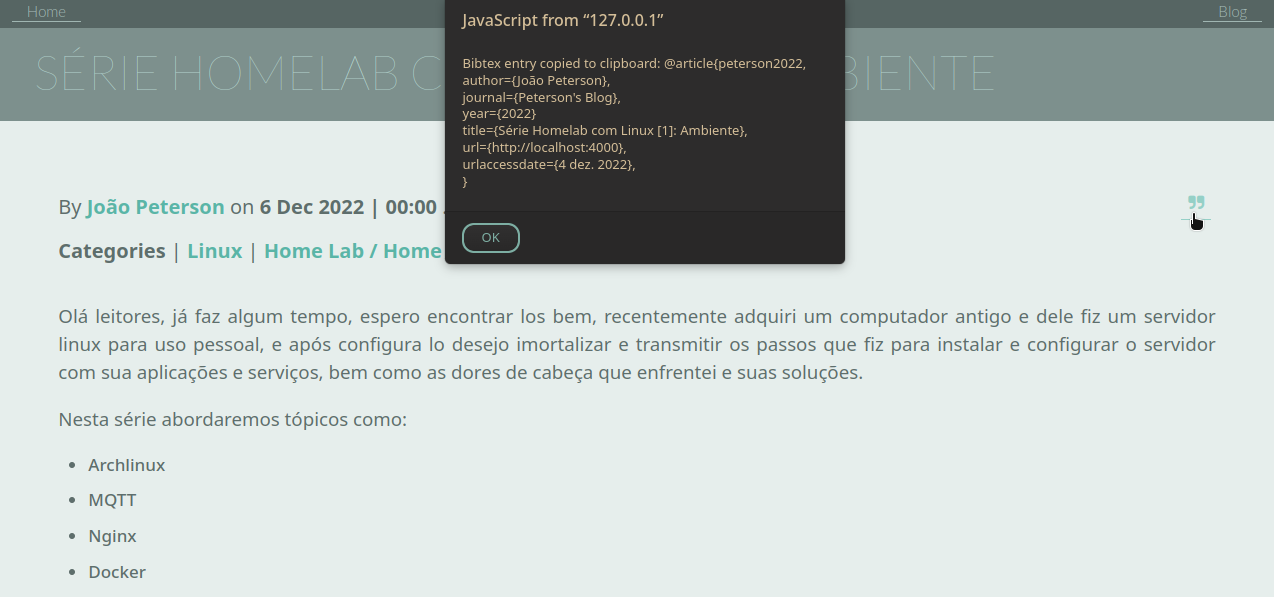 Home
Blog
SÉRIE HOMELAB C
BIENTE
JavaScript from “127.0.0.1”
Bibtex entry copied to clipboard: @article{peterson2022,
author={João Peterson},
journal={Peterson's Blog},
year={2022}
title={Série Homelab com Linux [1]: Ambiente},
url={http://localhost:4000},
urlaccessdate={4 dez. 2022},
}
OK
By João Peterson on 6 Dec 2022 | 00:00
Categories | Linux | Home Lab / Home
Olá leitores, já faz algum tempo, espero encontrar los bem, recentemente adquiri um computador antigo e dele fiz um servidor
linux para uso pessoal, e após configura lo desejo imortalizar e transmitir os passos que fiz para instalar e configurar o servidor
com sua aplicações e serviços, bem como as dores de cabeça que enfrentei e suas soluções.
Nesta série abordaremos tópicos como:
• Archlinux
• MQTT
• Nginx
• Docker